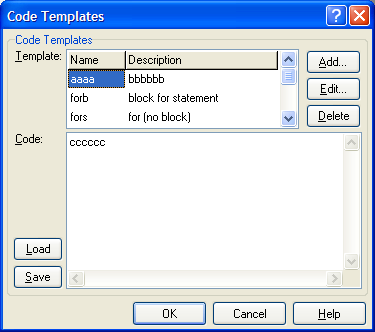 Code Templates
Code Templates
Template:
Name Description
aaaa bbbbbb
forb block for statement
fors for (no block)
Add...
Edit...
Delete
Code:
cccccc
Load
Save
OK Cancel Help